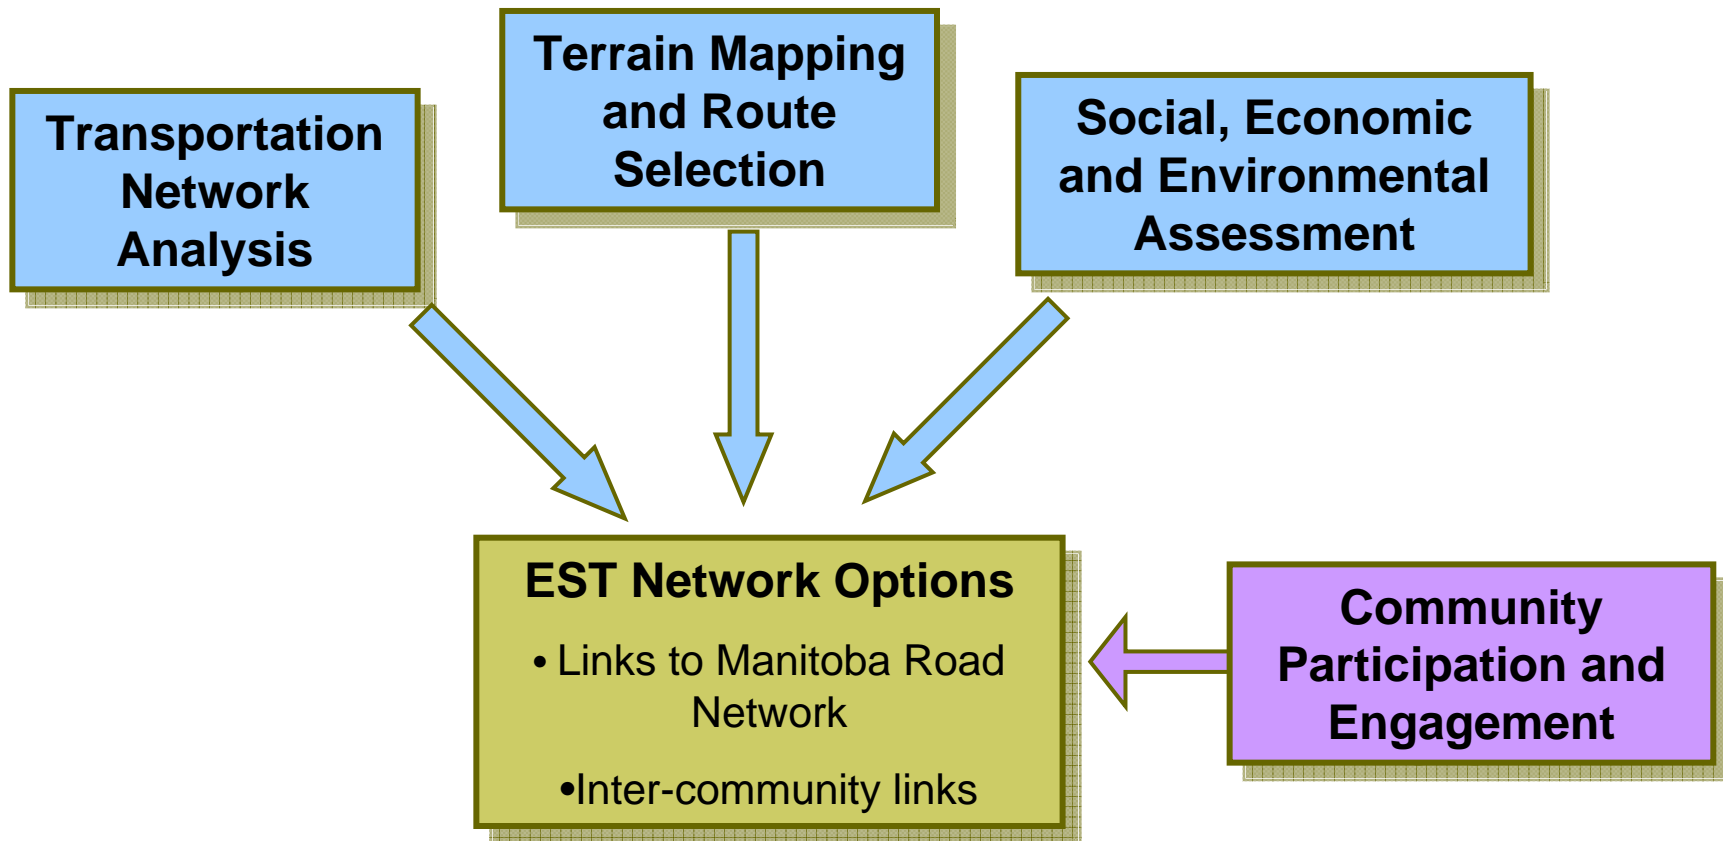 Transportation
Network
Analysis
Terrain Mapping
and Route
Selection
Social, Economic
and Environmental
Assessment
EST Network Options
• Links to Manitoba Road
Network
•Inter-community links
Community
Participation and
Engagement